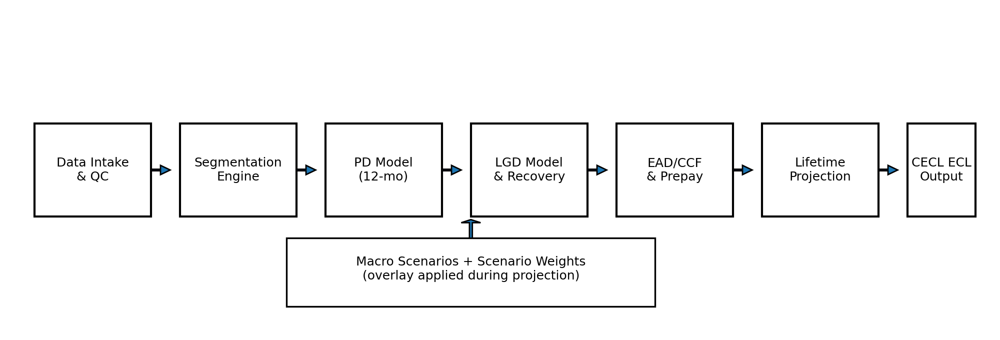 Data Intake
& QC
Segmentation
Engine
PD Model
(12-mo)
LGD Model
& Recovery
EAD/CCF
& Prepay
Lifetime
Projection
CECL ECL
Output
Macro Scenarios + Scenario Weights
(overlay applied during projection)